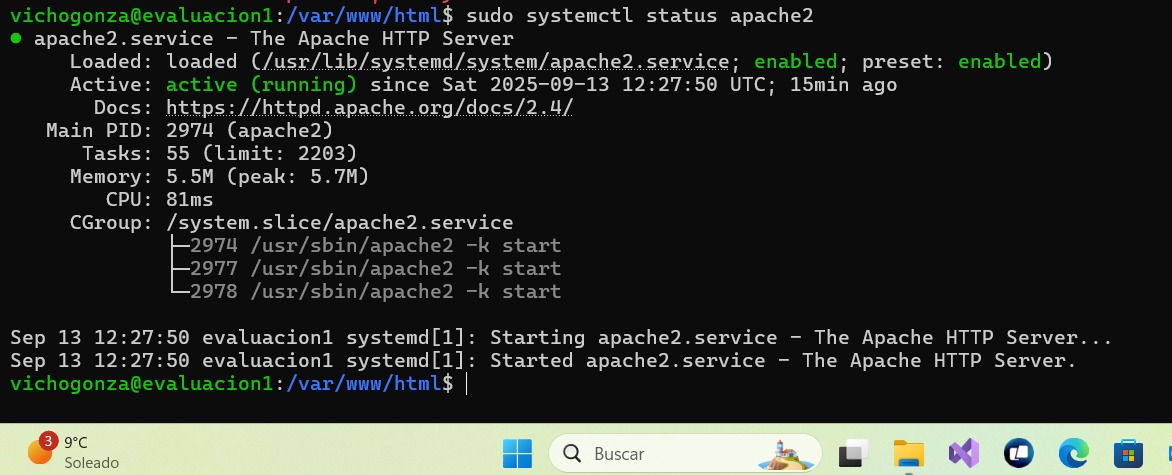 vichogonza@evaluacion1:/var/www/html$ sudo systemctl status apache2
● apache2.service - The Apache HTTP Server
Loaded: loaded (/usr/lib/systemd/system/apache2.service; enabled; preset: enabled)
Active: active (running) since Sat 2025-09-13 12:27:50 UTC; 15min ago
Docs: https://httpd.apache.org/docs/2.4/
Main PID: 2974 (apache2)
Tasks: 55 (limit: 2203)
Memory: 5.5M (peak: 5.7M)
CPU: 81ms
CGroup: /system.slice/apache2.service
├─2974 /usr/sbin/apache2 -k start
├─2977 /usr/sbin/apache2 -k start
└─2978 /usr/sbin/apache2 -k start
Sep 13 12:27:50 evaluacion1 systemd[1]: Starting apache2.service - The Apache HTTP Server...
Sep 13 12:27:50 evaluacion1 systemd[1]: Started apache2.service - The Apache HTTP Server.
vichogonza@evaluacion1:/var/www/html$
3
9°C
Soleado
Buscar